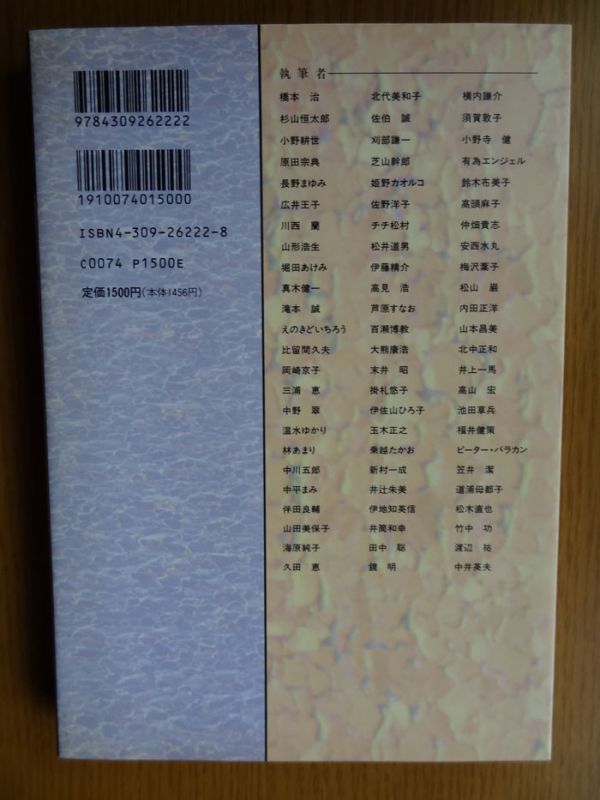 9784309262222
1910074015000
ISBN4-309-26222-8
C0074 P1500E
定価1500円(本体1456円)
執筆者
橋本 治 北代美和子 横内謙介
杉山恒太郎 佐伯 誠 須賀敦子
小野耕世 刈部謙一 小野寺 健
原田宗典 芝山幹郎 有為エンジェル
長野まゆみ 姫野カオルコ 鈴木布美子
広井王子 佐野洋子 高頭麻子
川西 蘭 チチ松村 仲畑貴志
山形浩生 松井道男 安西水丸
堀田あけみ 伊藤精介 梅沢葉子
真木健一 高見 浩 松山 巖
滝本 誠 芦原すなお 内田正洋
えのきどいちろう 百瀬博教 山本昌美
比留間久夫 大熊康浩 北中正和
岡崎京子 末井 昭 井上一馬
三浦 恵 掛札悠子 高山 宏
中野 翠 伊佐山ひろ子 池田草兵
温水ゆかり 玉木正之 福井健策
林あまり 乗越たかお ピーター・バラカン
中川五郎 新村一成 笠井 潔
中平まみ 井辻朱美 道浦母都子
伴田良輔 伊地知英信 松木直也
山田美保子 井筒和幸 竹中 功
海原純子 田中 聡 渡辺 祐
久田 恵 鏡 明 中井英夫